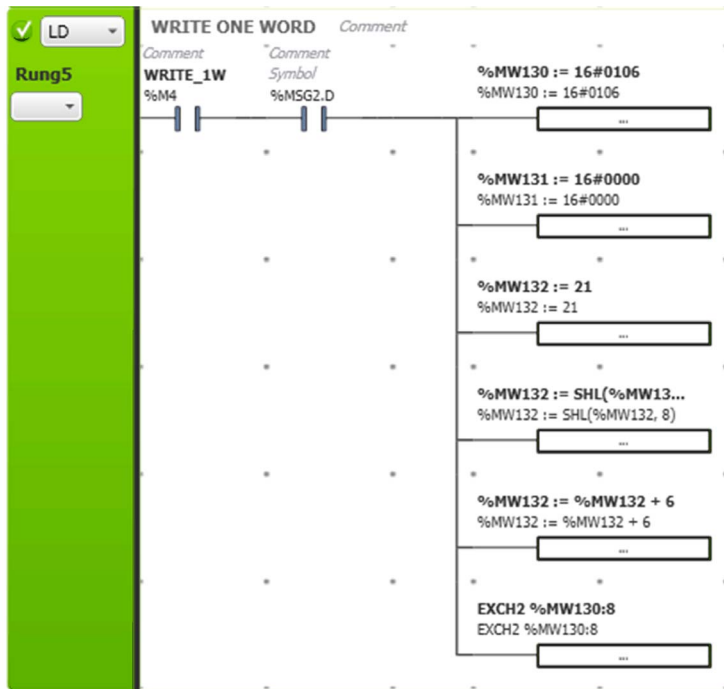 LD
WRITE ONE WORD Comment
Comment Comment
Rung5
WRITE_1W Symbol
%M4 %MSG2.D
%MW130 := 16#0106
%MW130 := 16#0106
...
%MW131 := 16#0000
%MW131 := 16#0000
...
%MW132 := 21
%MW132 := 21
...
%MW132 := SHL(%MW13...
%MW132 := SHL(%MW132, 8)
...
%MW132 := %MW132 + 6
%MW132 := %MW132 + 6
...
EXCH2 %MW130:8
EXCH2 %MW130:8
...